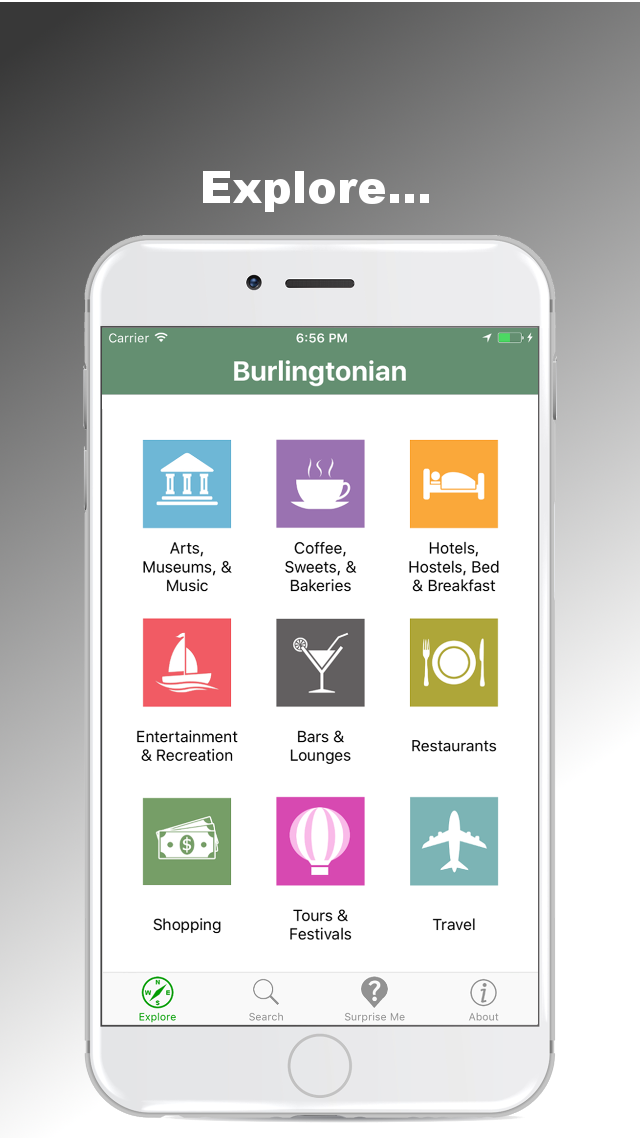 Explore...
Carrier 6:56 PM
Burlingtonian
Arts,
Museums, &
Music
Coffee,
Sweets, &
Bakeries
Hotels,
Hostels, Bed
& Breakfast
Entertainment
& Recreation
Bars &
Lounges
Restaurants
$
Shopping
Tours &
Festivals
Travel
N
W E
S
Explore
Search
?
Surprise Me
i
About